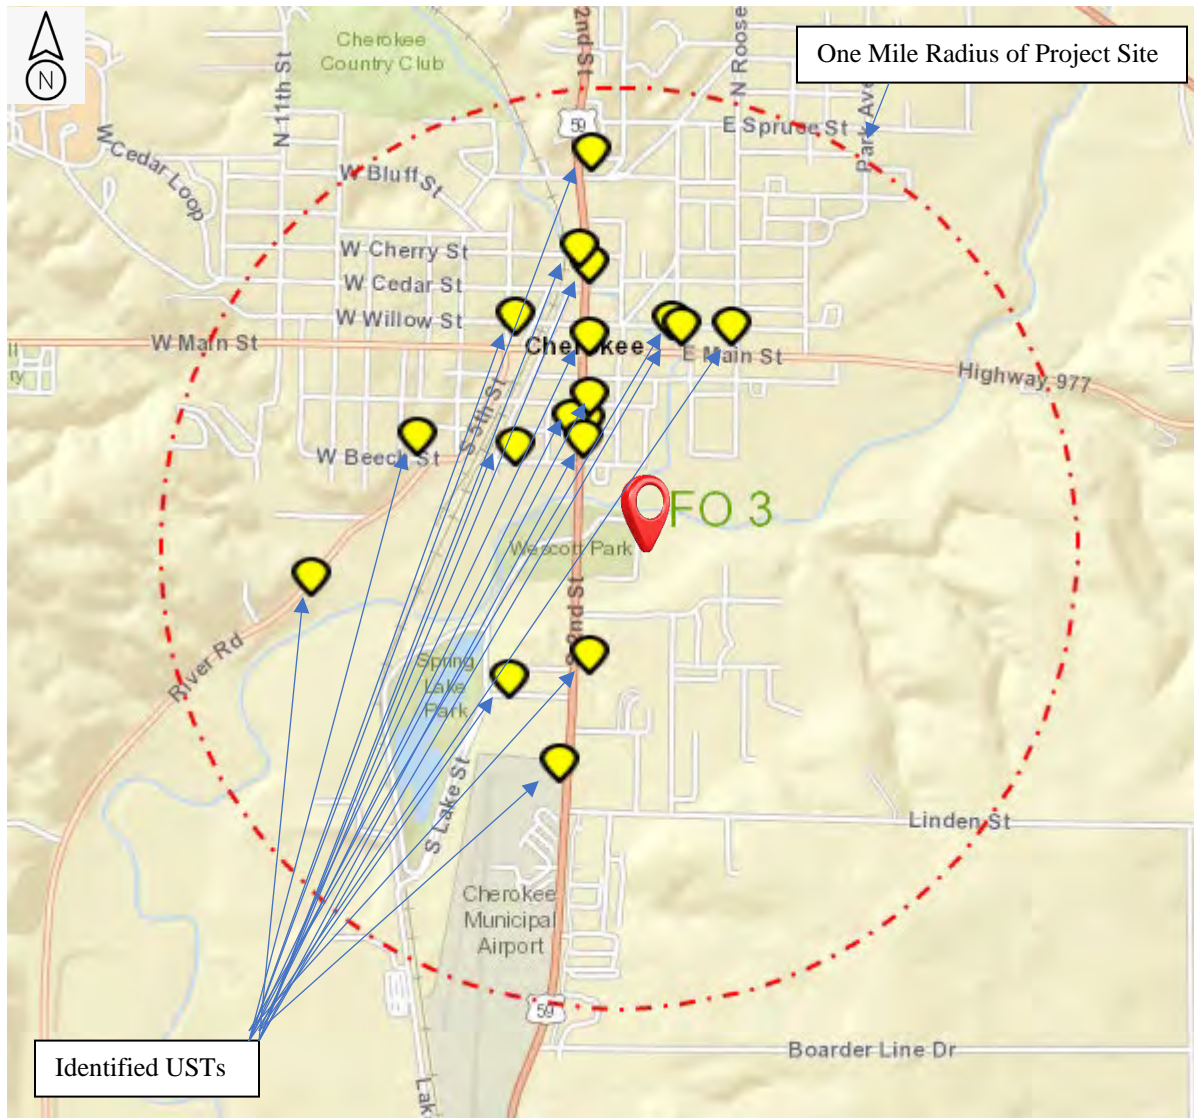 N
One Mile Radius of Project Site
Cherokee
Country Club
N 11th St
2nd St
N Roose
Park Ave
59
E Spruce St
W Cedar Loop
W Bluff St
W Cherry St
W Cedar St
W Willow St
W Main St
Cherokee
E Main St
Highway 977
ll
ry
S 5th St
W Beech St
FO 3
Wescott Park
S 2nd St
River Rd
Spring
Lake
Park
S Lake St
Linden St
Cherokee
Municipal
Airport
59
Identified USTs
Boarder Line Dr
Lak